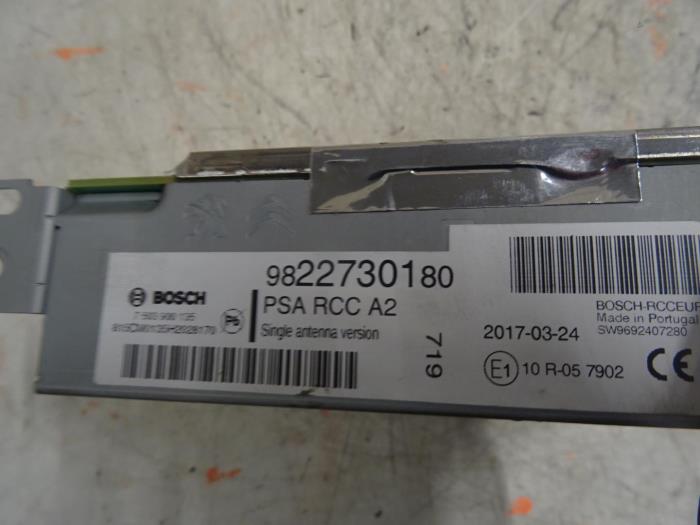 9822730180
BOSCH
PSA RCC A2
Single antenna version
719
BOSCH-RCCEUR
Made in Portugal
SW9692407280
2017-03-24
E1 10 R-05 7902
CE